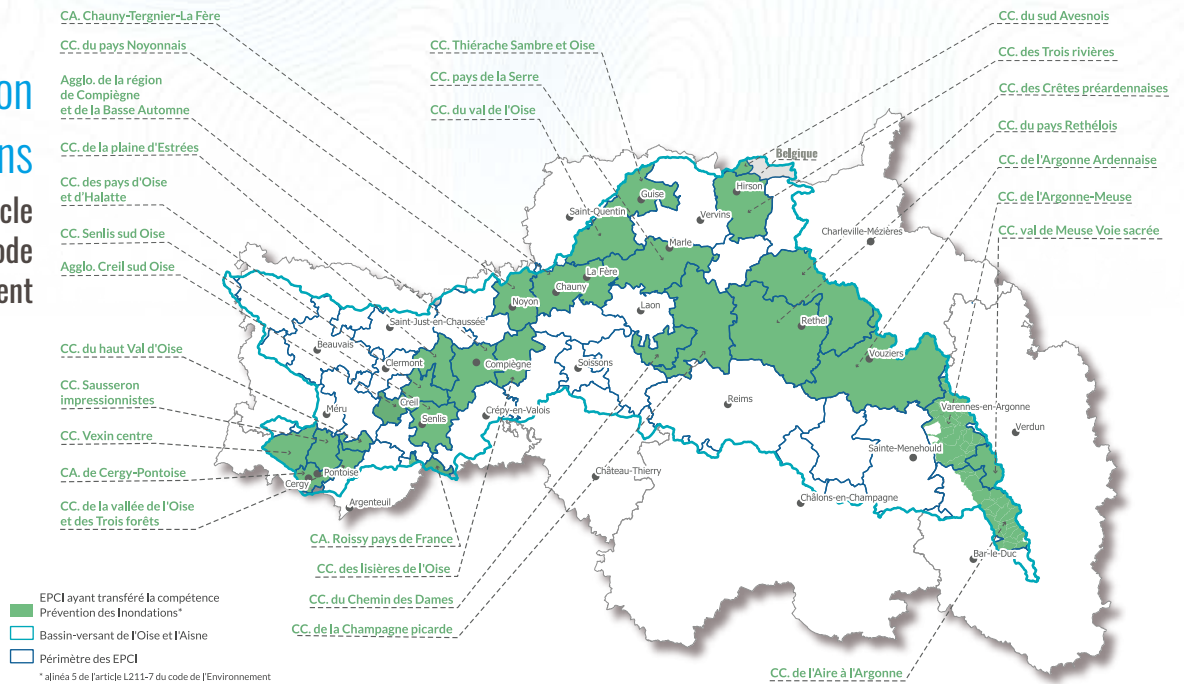 on
ns
cle
ode
ent
CA. Chauny-Tergnier-La Fère
CC. du pays Noyonnais
Agglo. de la région
de Compiègne
et de la Basse Automne
CC. de la plaine d'Estrées
CC. des pays d'Oise
et d'Halatte
CC. Senlis sud Oise
Agglo. Creil sud Oise
CC. du haut Val d'Oise
CC. Sausseron
impressionnistes
CC. Vexin centre
CA. de Cergy-Pontoise
CC. de la vallée de l'Oise
et des Trois forêts
CC. Thiérache Sambre et Oise
CC. pays de la Serre
CC. du val de l'Oise
CC. du sud Avesnois
CC. des Trois rivières
CC. des Crêtes préardennaises
CC. du pays Rethélois
CC. de l'Argonne Ardennaise
CC. de l'Argonne-Meuse
CC. val de Meuse Voie sacrée
Belgique
Hirson
Guise
Saint-Quentin
Vervins
Charleville-Mézières
Marle
La Fère
Chauny
Noyon
Laon
Rethel
Saint-Just-en-Chaussée
Beauvais
Clermont
Compiègne
Soissons
Vouziers
Creil
Méru
Senlis
Crépy-en-Valois
Reims
Varennes-en-Argonne
Verdun
Sainte-Menehould
Pontoise
Cergy
Château-Thierry
Argenteuil
Châlons-en-Champagne
Bar-le-Duc
CA. Roissy pays de France
CC. des lisières de l'Oise
CC. du Chemin des Dames
CC. de la Champagne picarde
CC. de l'Aire à l'Argonne
EPCI ayant transféré la compétence
Prévention des Inondations*
Bassin-versant de l'Oise et l'Aisne
Périmètre des EPCI
* alinéa 5 de l'article L211-7 du code de l'Environnement